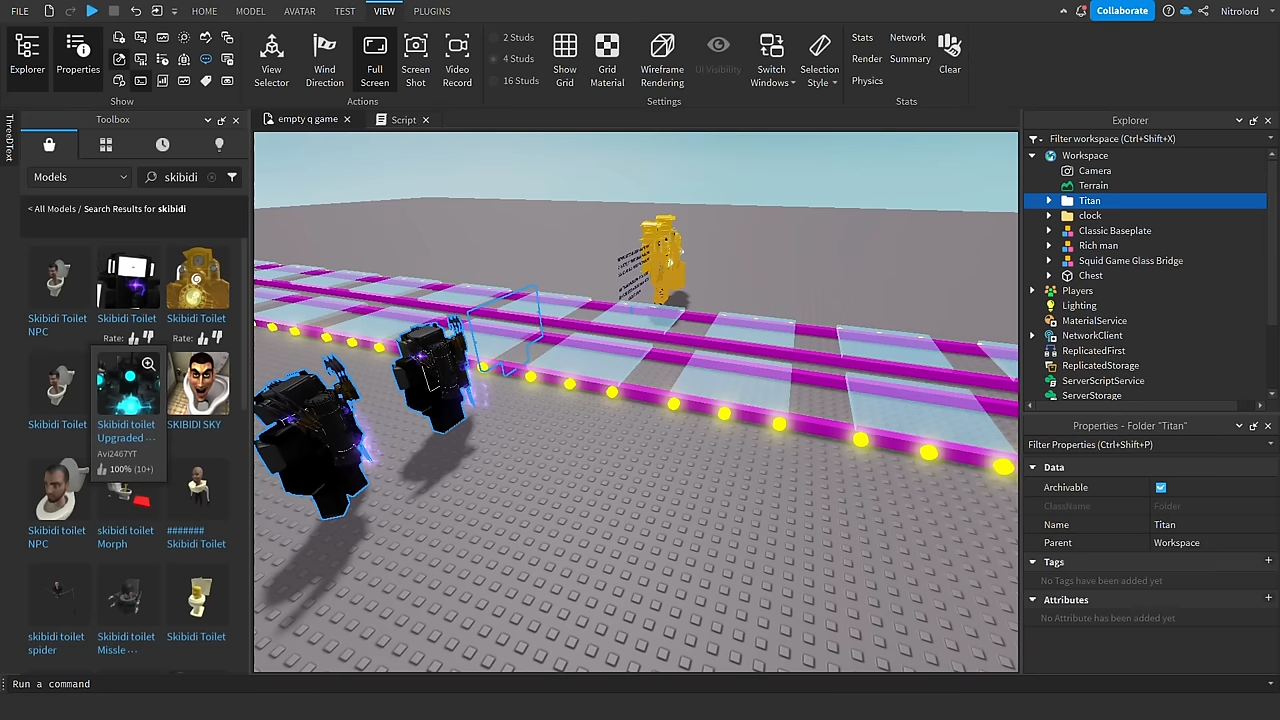 FILE
HOME
MODEL
AVATAR
TEST
VIEW
PLUGINS
Collaborate
Nitrolord
Explorer
Properties
Show
View
Selector
Wind
Direction
Full
Screen
Screen
Shot
Video
Record
Actions
2 Studs
4 Studs
16 Studs
Show
Grid
Grid
Material
Wireframe
Rendering
UI Visibility
Switch
Windows
Selection
Style
Settings
Stats
Network
Render
Summary
Physics
Clear
Stats
ThreeDText
Toolbox
empty q game
Script
Models
skibidi
< All Models / Search Results for skibidi
Skibidi Toilet
NPC
Skibidi Toilet
Rate:
Skibidi Toilet
Rate:
Skibidi Toilet
Skibidi toilet
Upgraded ...
Avi2467YT
100% (10+)
SKIBIDI SKY
Skibidi toilet
NPC
skibidi toilet
Morph
#######
Skibidi Toilet
skibidi toilet
spider
Skibidi toilet
Missle ...
Skibidi Toilet
Explorer
Filter workspace (Ctrl+Shift+X)
Workspace
Camera
Terrain
Titan
clock
Classic Baseplate
Rich man
Squid Game Glass Bridge
Chest
Players
Lighting
MaterialService
NetworkClient
ReplicatedFirst
ReplicatedStorage
ServerScriptService
ServerStorage
Properties - Folder "Titan"
Filter Properties (Ctrl+Shift+P)
Data
Archivable
ClassName Folder
Name Titan
Parent Workspace
Tags
No Tags have been added yet
Attributes
No Attribute has been added yet
Run a command